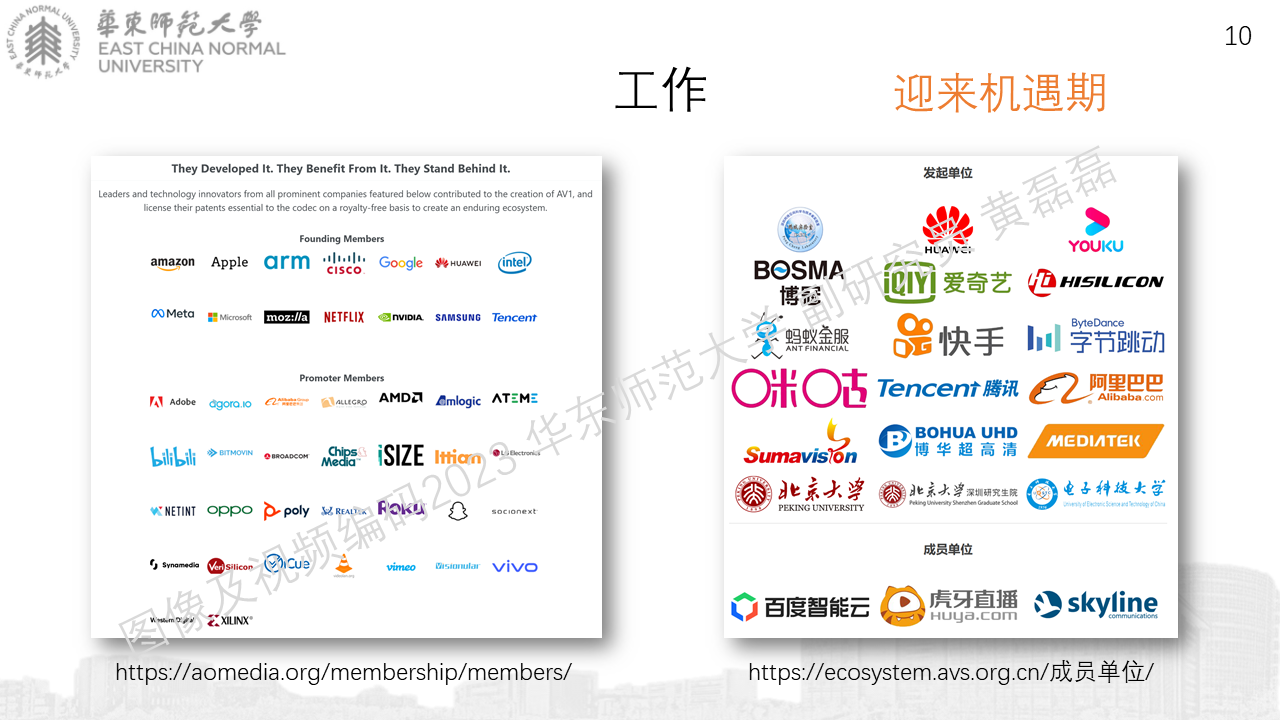 華東师范大學
EAST CHINA NORMAL
UNIVERSITY
10
工作
迎来机遇期
They Developed It. They Benefit From It. They Stand Behind It.
Leaders and technology innovators from all prominent companies featured below contributed to the creation of AV1, and
license their patents essential to the codec on a royalty-free basis to create an enduring ecosystem.
Founding Members
amazon Apple arm CISCO Google HUAWEI intel
Meta Microsoft moz://a NETFLIX NVIDIA. SAMSUNG Tencent
Promoter Members
Adobe agora.io Alibaba Group ALLEGRO AMD Amlogic ATEME
bilibili BITMOVIN BROADCOM Chips&Media iSIZE Ittiam LG Electronics
NETINT oppo poly REALTEK Roku socionext
Synamedia VeriSilicon iCue vimeo Visionular vivo
Western Digital XILINX
https://aomedia.org/membership/members/
发起单位
HUAWEI YOUKU
BOSMA 博冠 iQIYI 爱奇艺 Hi HISILICON
蚂蚁金服 ANT FINANCIAL 快手 ByteDance 字节跳动
咪咕 Tencent 腾讯 阿里巴巴 Alibaba.com
Sumavision BOHUA UHD 博华超高清 MEDIATEK
北京大学 PEKING UNIVERSITY 北京大学深圳研究生院 Peking University Shenzhen Graduate School 电子科技大学 University of Electronic Science and Technology of China
成员单位
百度智能云 虎牙直播 Huya.com skyline communications
https://ecosystem.avs.org.cn/成员单位/
图像及视频编码2023 华东师范大学 副研究员 黄磊磊